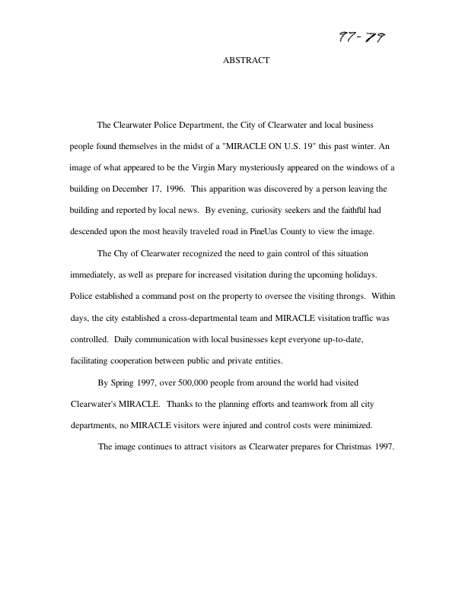 97-79
ABSTRACT
The Clearwater Police Department, the City of Clearwater and local business
people found themselves in the midst of a "MIRACLE ON U.S. 19" this past winter. An
image of what appeared to be the Virgin Mary mysteriously appeared on the windows of a
building on December 17, 1996. This apparition was discovered by a person leaving the
building and reported by local news. By evening, curiosity seekers and the faithful had
descended upon the most heavily traveled road in PineUas County to view the image.
The Chy of Clearwater recognized the need to gain control of this situation
immediately, as well as prepare for increased visitation during the upcoming holidays.
Police established a command post on the property to oversee the visiting throngs. Within
days, the city established a cross-departmental team and MIRACLE visitation traffic was
controlled. Daily communication with local businesses kept everyone up-to-date,
facilitating cooperation between public and private entities.
By Spring 1997, over 500,000 people from around the world had visited
Clearwater's MIRACLE. Thanks to the planning efforts and teamwork from all city
departments, no MIRACLE visitors were injured and control costs were minimized.
The image continues to attract visitors as Clearwater prepares for Christmas 1997.